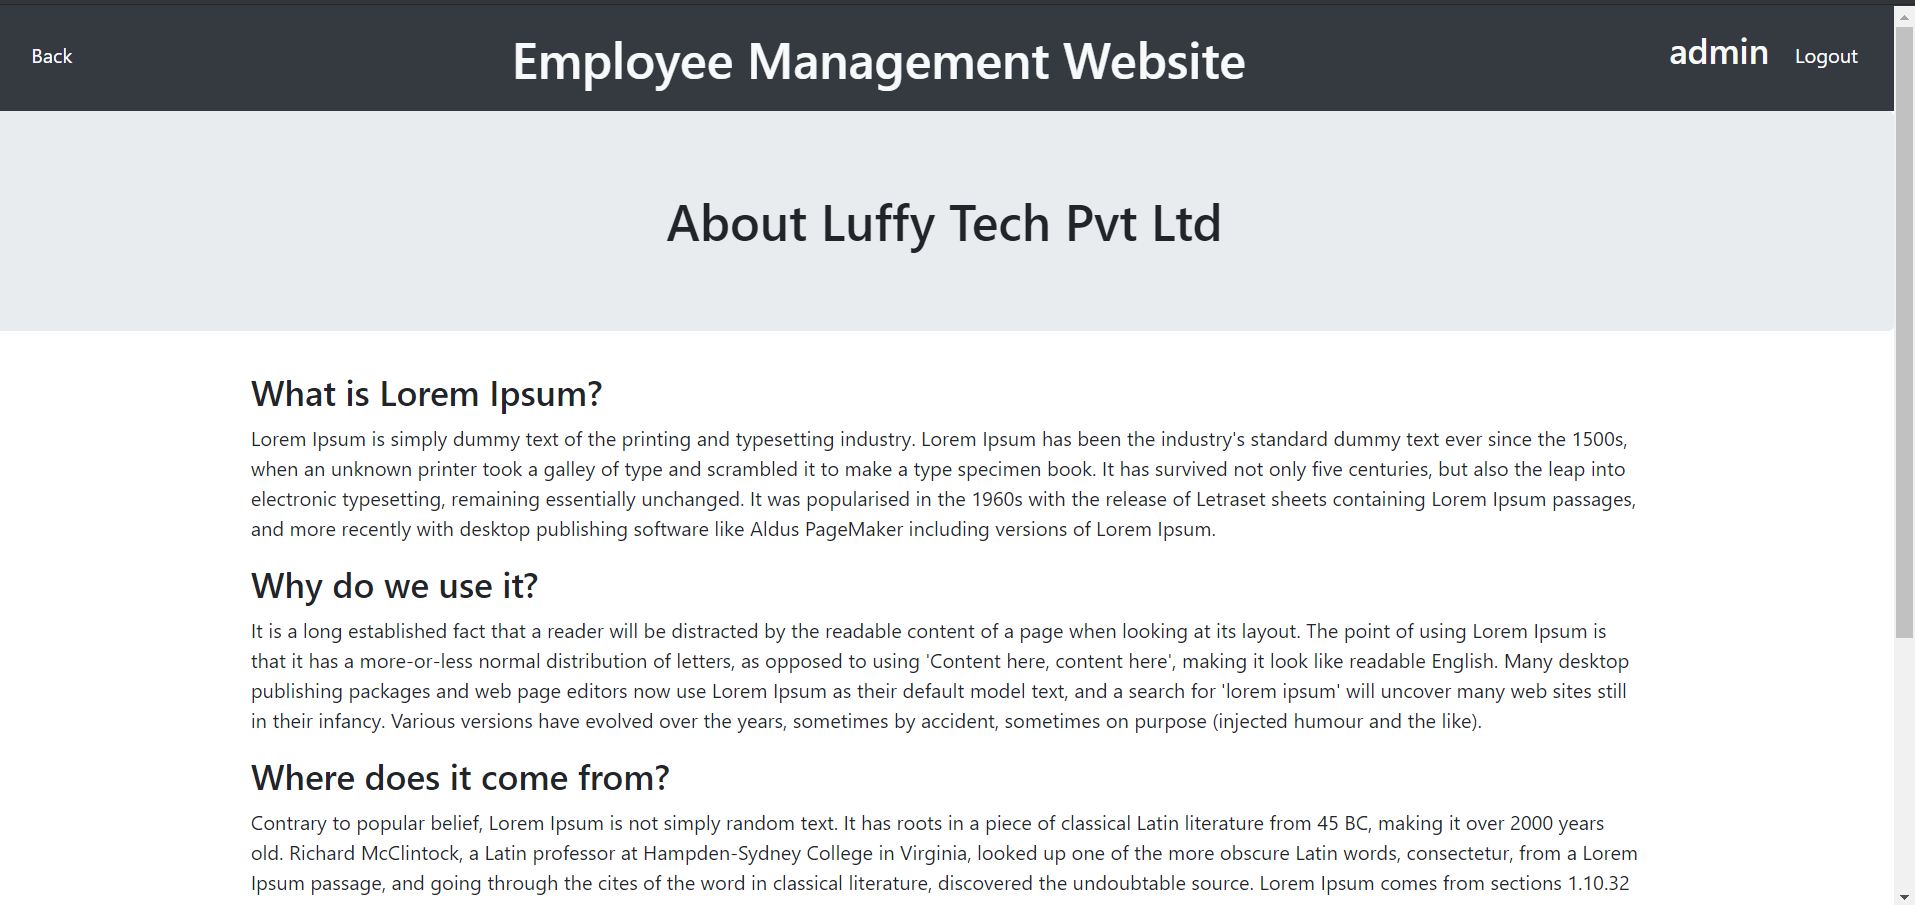 Back
Employee Management Website
admin
Logout
About Luffy Tech Pvt Ltd
What is Lorem Ipsum?
Lorem Ipsum is simply dummy text of the printing and typesetting industry. Lorem Ipsum has been the industry's standard dummy text ever since the 1500s,
when an unknown printer took a galley of type and scrambled it to make a type specimen book. It has survived not only five centuries, but also the leap into
electronic typesetting, remaining essentially unchanged. It was popularised in the 1960s with the release of Letraset sheets containing Lorem Ipsum passages,
and more recently with desktop publishing software like Aldus PageMaker including versions of Lorem Ipsum.
Why do we use it?
It is a long established fact that a reader will be distracted by the readable content of a page when looking at its layout. The point of using Lorem Ipsum is
that it has a more-or-less normal distribution of letters, as opposed to using 'Content here, content here', making it look like readable English. Many desktop
publishing packages and web page editors now use Lorem Ipsum as their default model text, and a search for 'lorem ipsum' will uncover many web sites still
in their infancy. Various versions have evolved over the years, sometimes by accident, sometimes on purpose (injected humour and the like).
Where does it come from?
Contrary to popular belief, Lorem Ipsum is not simply random text. It has roots in a piece of classical Latin literature from 45 BC, making it over 2000 years
old. Richard McClintock, a Latin professor at Hampden-Sydney College in Virginia, looked up one of the more obscure Latin words, consectetur, from a Lorem
Ipsum passage, and going through the cites of the word in classical literature, discovered the undoubtable source. Lorem Ipsum comes from sections 1.10.32